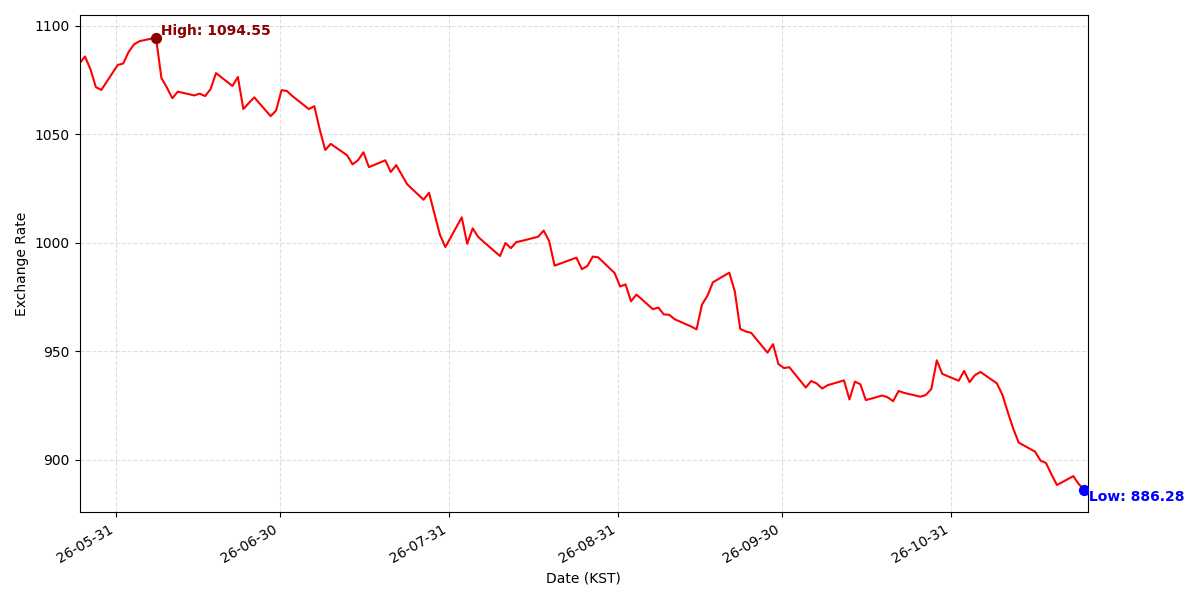 High: 1094.55
1100
1050
1000
950
900
Exchange Rate
Low: 886.28
26-05-31
26-06-30
26-07-31
26-08-31
26-09-30
26-10-31
Date (KST)